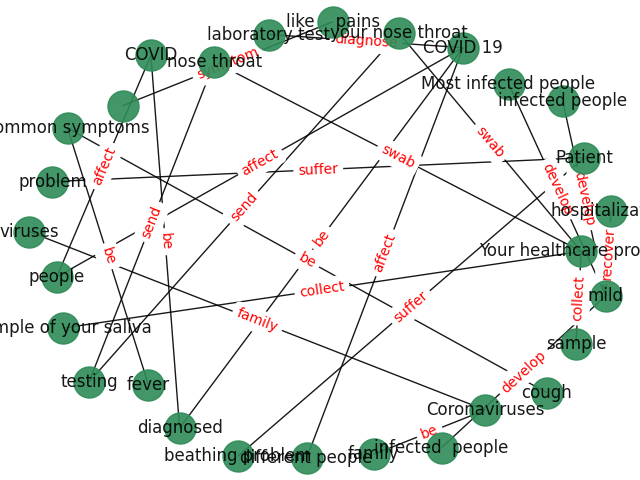 like pains
laboratory test
your nose throat
diagnose
COVID 19
COVID
nose throat
Most infected people
infected people
ommon symptoms
swab
swab
Patient
affect
affect
suffer
problem
develop
develop
send
send
hospitaliza
viruses
be
be
be
be
affect
recover
Your healthcare pro
people
collect
collect
mild
suffer
family
mple of your saliva
sample
develop
testing
fever
cough
Coronaviruses
diagnosed
be
beathing problem
different people
family
infected people